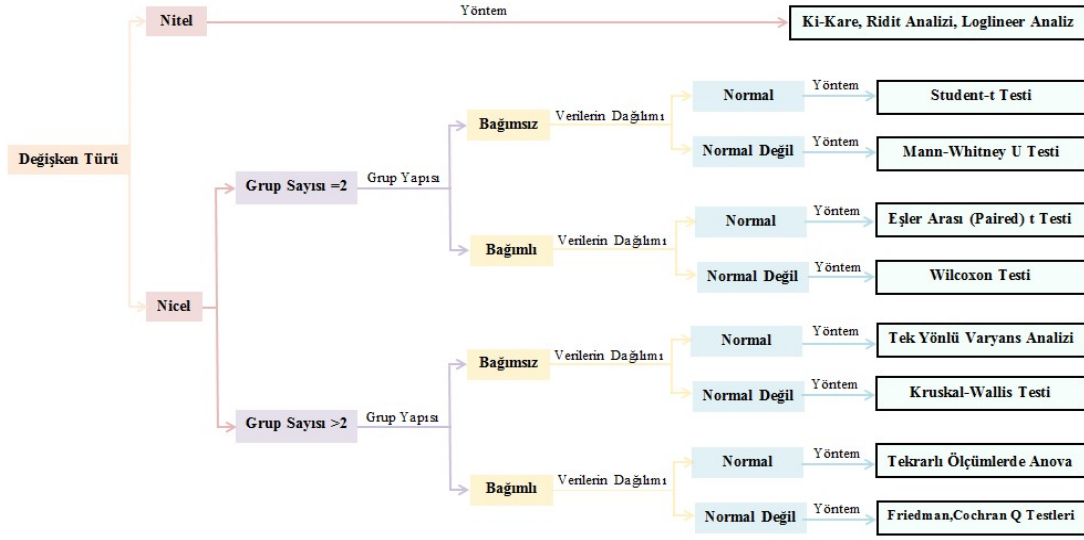 Nitel
Yöntem
Ki-Kare, Ridit Analizi, Loglineer Analiz
Değişken Türü
Nicel
Grup Sayısı =2
Grup Yapısı
Bağımsız
Verilerin Dağılımı
Normal
Yöntem
Student-t Testi
Normal Değil
Yöntem
Mann-Whitney U Testi
Bağımlı
Verilerin Dağılımı
Normal
Yöntem
Eşler Arası (Paired) t Testi
Normal Değil
Yöntem
Wilcoxon Testi
Grup Sayısı >2
Grup Yapısı
Bağımsız
Verilerin Dağılımı
Normal
Yöntem
Tek Yönlü Varyans Analizi
Normal Değil
Yöntem
Kruskal-Wallis Testi
Bağımlı
Verilerin Dağılımı
Normal
Yöntem
Tekrarlı Ölçümlerde Anova
Normal Değil
Yöntem
Friedman,Cochran Q Testleri